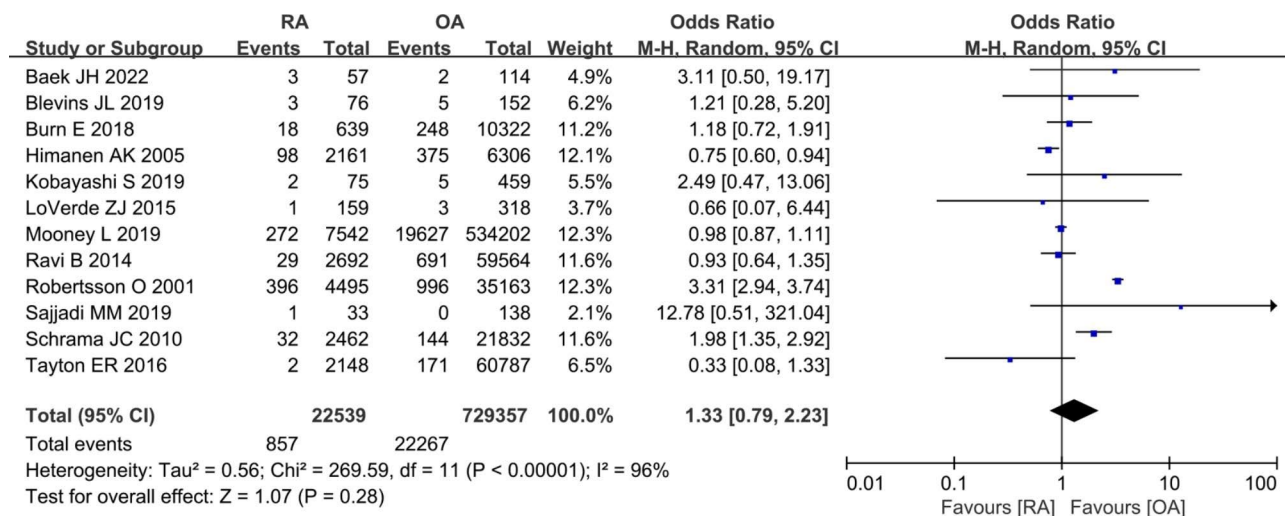 RA OA Odds Ratio Odds Ratio
Study or Subgroup Events Total Events Total Weight M-H, Random, 95% CI M-H, Random, 95% CI
Baek JH 2022 3 57 2 114 4.9% 3.11 [0.50, 19.17]
Blevins JL 2019 3 76 5 152 6.2% 1.21 [0.28, 5.20]
Burn E 2018 18 639 248 10322 11.2% 1.18 [0.72, 1.91]
Himanen AK 2005 98 2161 375 6306 12.1% 0.75 [0.60, 0.94]
Kobayashi S 2019 2 75 5 459 5.5% 2.49 [0.47, 13.06]
LoVerde ZJ 2015 1 159 3 318 3.7% 0.66 [0.07, 6.44]
Mooney L 2019 272 7542 19627 534202 12.3% 0.98 [0.87, 1.11]
Ravi B 2014 29 2692 691 59564 11.6% 0.93 [0.64, 1.35]
Robertsson O 2001 396 4495 996 35163 12.3% 3.31 [2.94, 3.74]
Sajjadi MM 2019 1 33 0 138 2.1% 12.78 [0.51, 321.04]
Schrama JC 2010 32 2462 144 21832 11.6% 1.98 [1.35, 2.92]
Tayton ER 2016 2 2148 171 60787 6.5% 0.33 [0.08, 1.33]
Total (95% CI) 22539 729357 100.0% 1.33 [0.79, 2.23]
Total events 857 22267
Heterogeneity: Tau² = 0.56; Chi² = 269.59, df = 11 (P < 0.00001); I² = 96%
Test for overall effect: Z = 1.07 (P = 0.28)
0.01 0.1 1 10 100
Favours [RA] Favours [OA]